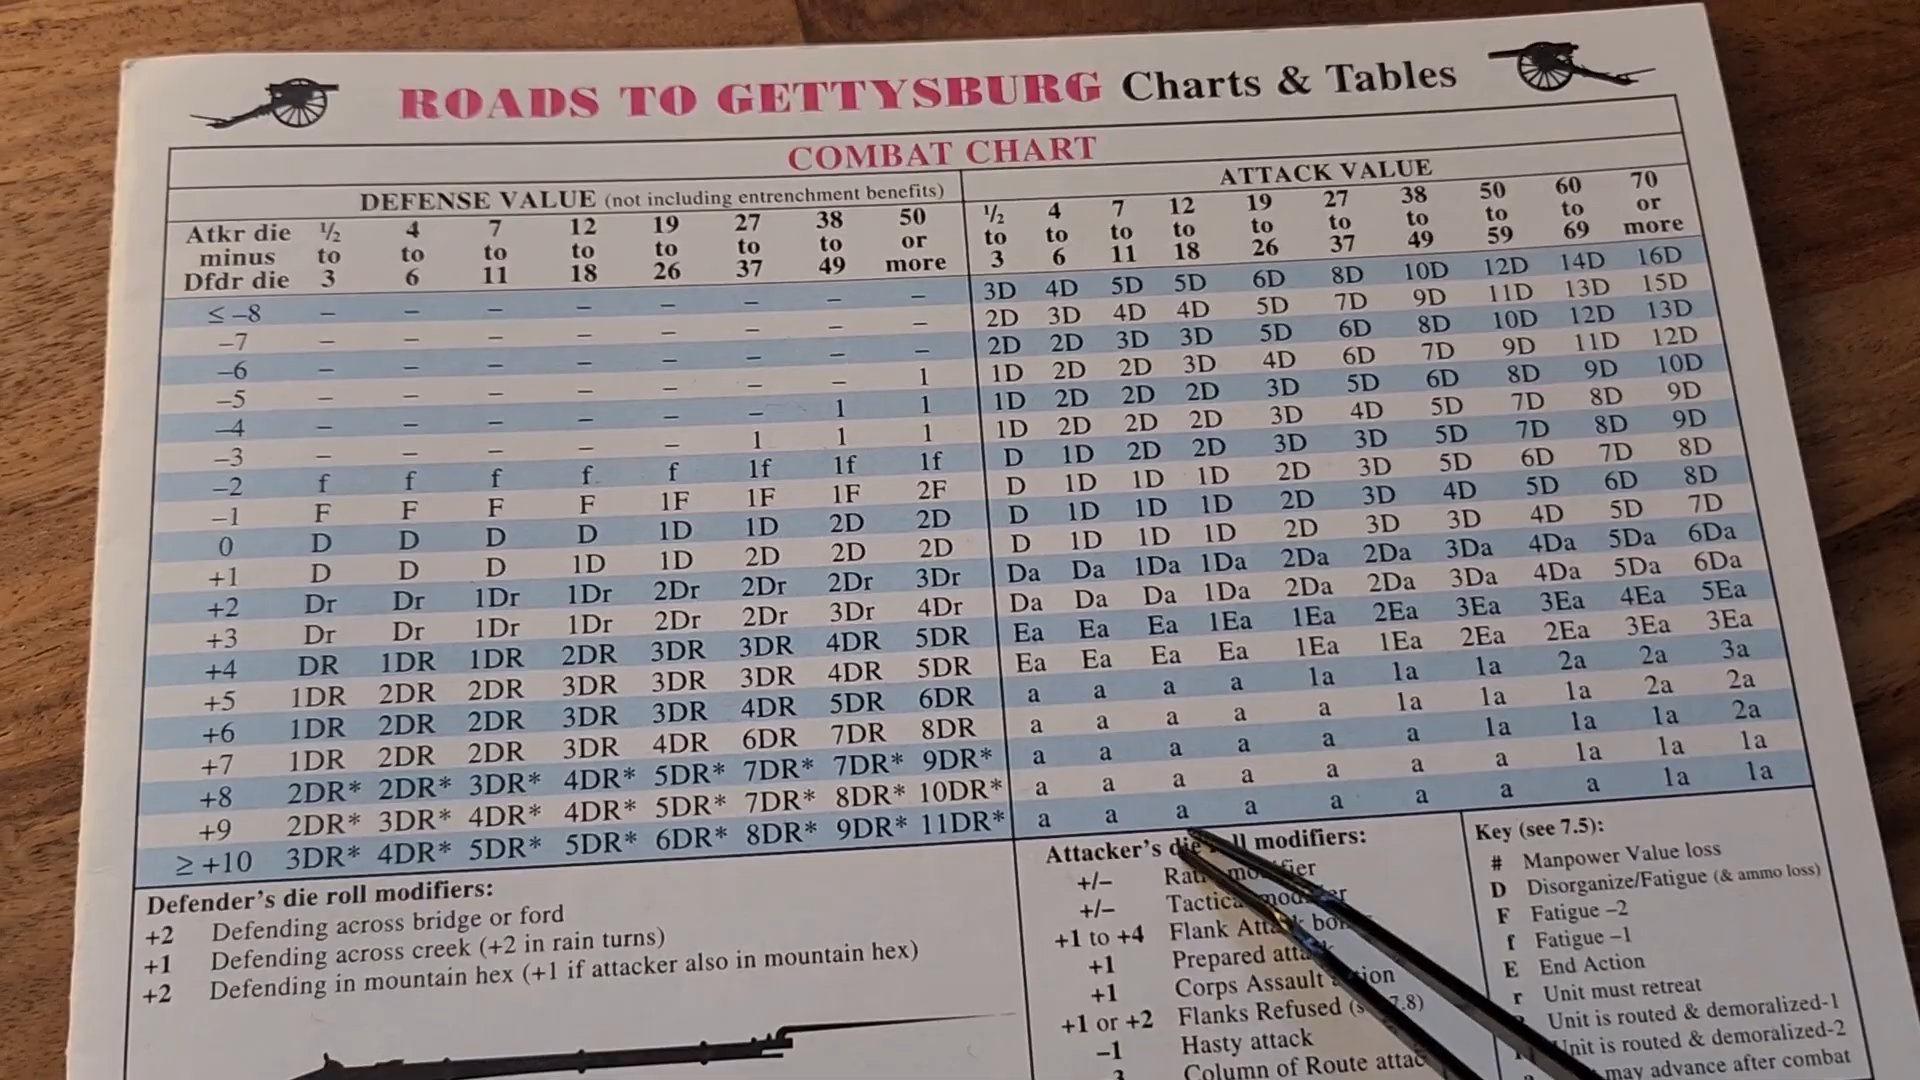 ROADS TO GETTYSBURG Charts & Tables
COMBAT CHART
DEFENSE VALUE (not including entrenchment benefits) ATTACK VALUE
Atkr die ½ 4 7 12 19 27 38 50 ½ 4 7 12 19 27 38 50 60 70
minus to to to to to to to or to to to to to to to to to or
Dfdr die 3 6 11 18 26 37 49 more 3 6 11 18 26 37 49 59 69 more
≤ –8 – – – – – – – – 3D 4D 5D 5D 6D 8D 10D 12D 14D 16D
–7 – – – – – – – – 2D 3D 4D 4D 5D 7D 9D 11D 13D 15D
–6 – – – – – – – – 2D 2D 3D 3D 5D 6D 8D 10D 12D 13D
–5 – – – – – – – 1 1D 2D 2D 3D 4D 6D 7D 9D 11D 12D
–4 – – – – – – 1 1 1D 2D 2D 2D 3D 5D 6D 8D 9D 10D
–3 – – – – – 1 1 1 1D 2D 2D 2D 3D 4D 5D 7D 8D 9D
–2 f f f f f 1f 1f 1f D 1D 2D 2D 3D 3D 5D 7D 8D 9D
–1 F F F F 1F 1F 1F 2F D 1D 1D 1D 2D 3D 5D 6D 7D 8D
0 D D D D 1D 1D 2D 2D D 1D 1D 1D 2D 3D 4D 5D 6D 8D
+1 D D D 1D 1D 2D 2D 2D D 1D 1D 1D 2D 3D 3D 4D 5D 7D
+2 Dr Dr 1Dr 1Dr 2Dr 2Dr 2Dr 3Dr Da Da 1Da 1Da 2Da 2Da 3Da 4Da 5Da 6Da
+3 Dr Dr 1Dr 1Dr 2Dr 2Dr 3Dr 4Dr Da Da Da 1Da 2Da 2Da 3Da 4Da 5Da 6Da
+4 DR 1DR 1DR 2DR 3DR 3DR 4DR 5DR Ea Ea Ea 1Ea 1Ea 2Ea 3Ea 3Ea 4Ea 5Ea
+5 1DR 2DR 2DR 3DR 3DR 3DR 4DR 5DR Ea Ea Ea Ea 1Ea 1Ea 2Ea 2Ea 3Ea 3Ea
+6 1DR 2DR 2DR 3DR 3DR 4DR 5DR 6DR a a a a 1a 1a 1a 2a 2a 3a
+7 1DR 2DR 2DR 3DR 4DR 6DR 7DR 8DR a a a a a 1a 1a 1a 2a 2a
+8 2DR* 2DR* 3DR* 4DR* 5DR* 7DR* 7DR* 9DR* a a a a a a 1a 1a 1a 2a
+9 2DR* 3DR* 4DR* 4DR* 5DR* 7DR* 8DR* 10DR* a a a a a a a 1a 1a 1a
≥ +10 3DR* 4DR* 5DR* 5DR* 6DR* 8DR* 9DR* 11DR* a a a a a a a a 1a 1a
Defender's die roll modifiers:
+2 Defending across bridge or ford
+1 Defending across creek (+2 in rain turns)
+2 Defending in mountain hex (+1 if attacker also in mountain hex)
Attacker's die roll modifiers:
+/–
+/– Tactical
+1 to +4 Flank
+1 Prepared
+1 Corps Assault
+1 or +2 Flanks Refused
–1 Hasty attack
Column of Route
Key (see 7.5):
# Manpower Value loss
D Disorganize/Fatigue (& ammo loss)
F Fatigue –2
f Fatigue –1
E End Action
r Unit must retreat
Unit is routed & demoralized-1
Unit is routed & demoralized-2
may advance after combat